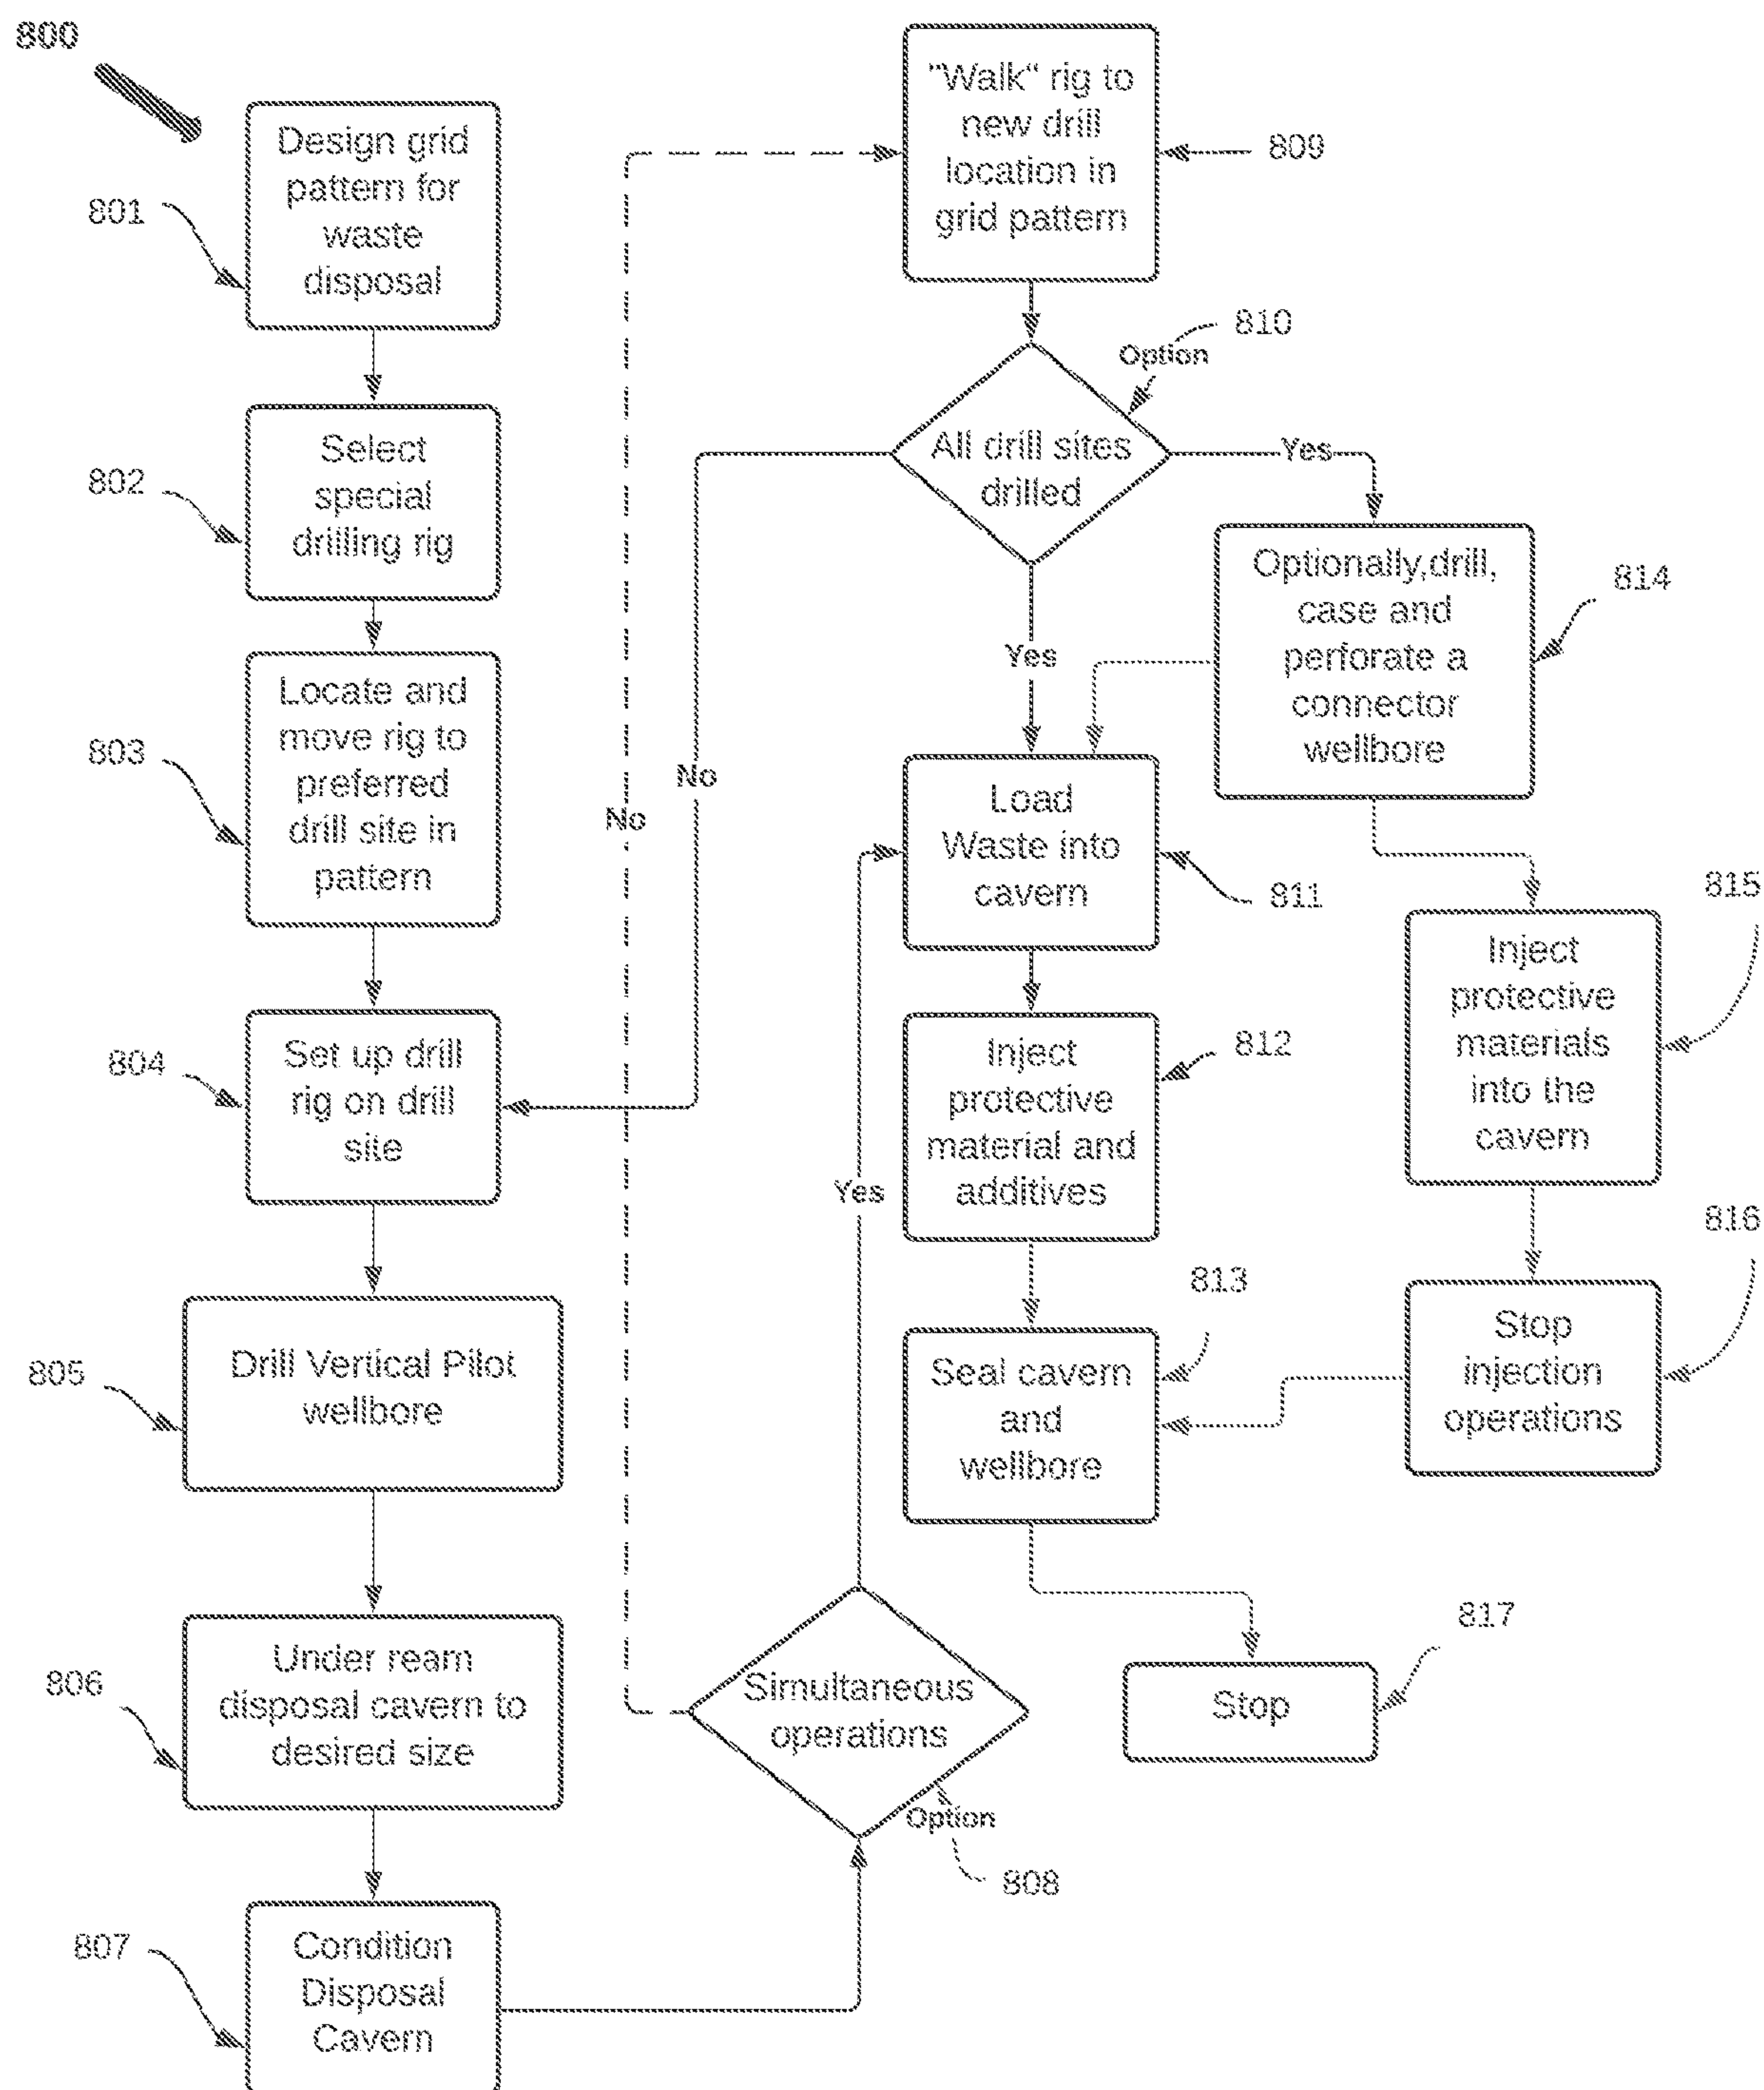 800
Design grid
pattern for
waste
disposal
801
Select
special
drilling rig
802
Locate and
move rig to
preferred
drill site in
pattern
803
Set up drill
rig on drill
site
804
Drill Vertical Pilot
wellbore
805
Under ream
disposal cavern to
desired size
806
Condition
Disposal
Cavern
807
Simultaneous
operations
Option
808
No
Yes
"Walk" rig to
new drill
location in
grid pattern
809
All drill sites
drilled
Option
810
No
Yes
Yes
Load
Waste into
cavern
811
Inject
protective
material and
additives
812
Seal cavern
and
wellbore
813
Optionally,drill,
case and
perforate a
connector
wellbore
814
Inject
protective
materials
into the
cavern
815
Stop
injection
operations
816
Stop
817